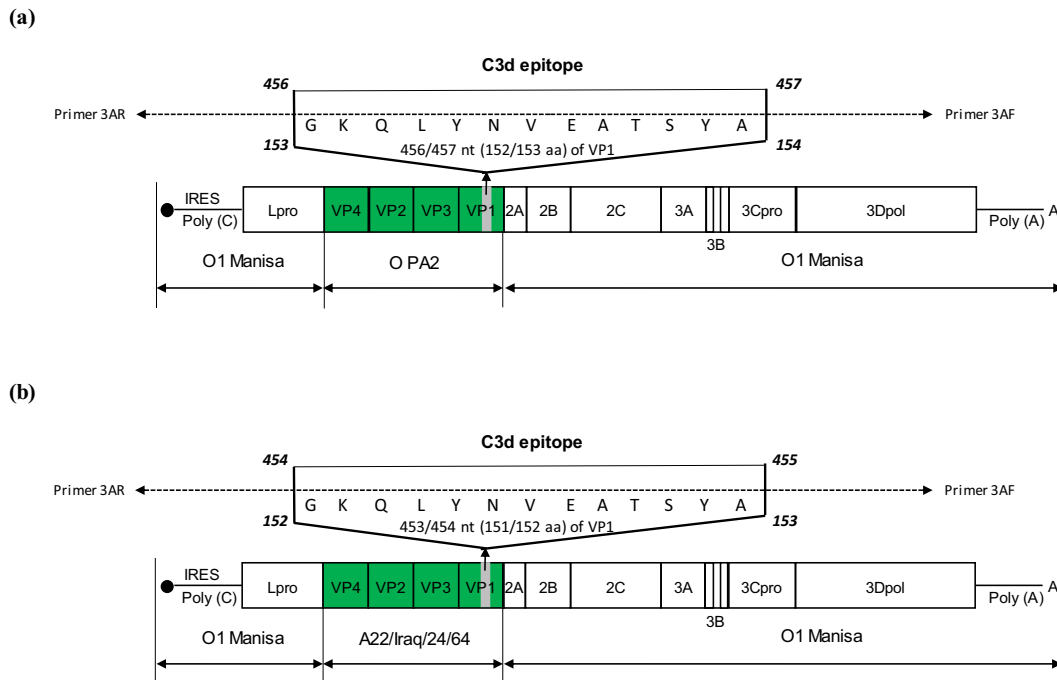 (a)
C3d epitope
456 457
Primer 3AR Primer 3AF
G K Q L Y N V E A T S Y A
153 456/457 nt (152/153 aa) of VP1 154
IRES
Poly (C) Lpro VP4 VP2 VP3 VP1 2A 2B 2C 3A 3Cpro 3Dpol Poly (A) A
3B
O1 Manisa O PA2 O1 Manisa
(b)
C3d epitope
454 455
Primer 3AR Primer 3AF
G K Q L Y N V E A T S Y A
152 453/454 nt (151/152 aa) of VP1 153
IRES
Poly (C) Lpro VP4 VP2 VP3 VP1 2A 2B 2C 3A 3Cpro 3Dpol Poly (A) A
3B
O1 Manisa A22/Iraq/24/64 O1 Manisa